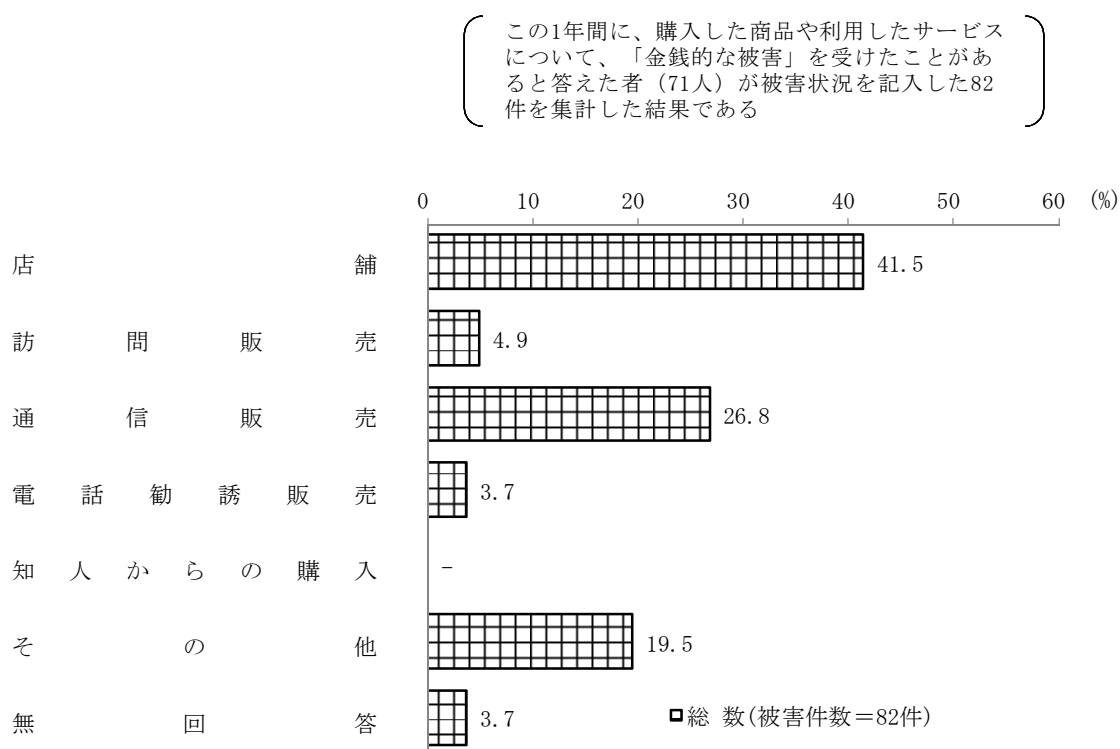 この1年間に、購入した商品や利用したサービス
について、「金銭的な被害」を受けたことがあ
ると答えた者（71人）が被害状況を記入した82
件を集計した結果である
0 10 20 30 40 50 60 (%)
店舗 41.5
訪問販売 4.9
通信販売 26.8
電話勧誘販売 3.7
知人からの購入 -
その他 19.5
無回答 3.7
総 数(被害件数＝82件)